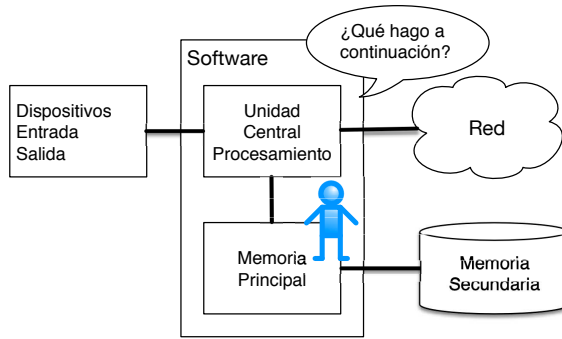 ¿Qué hago a
continuación?
Software
Dispositivos
Entrada
Salida
Unidad
Central
Procesamiento
Red
Memoria
Principal
Memoria
Secundaria